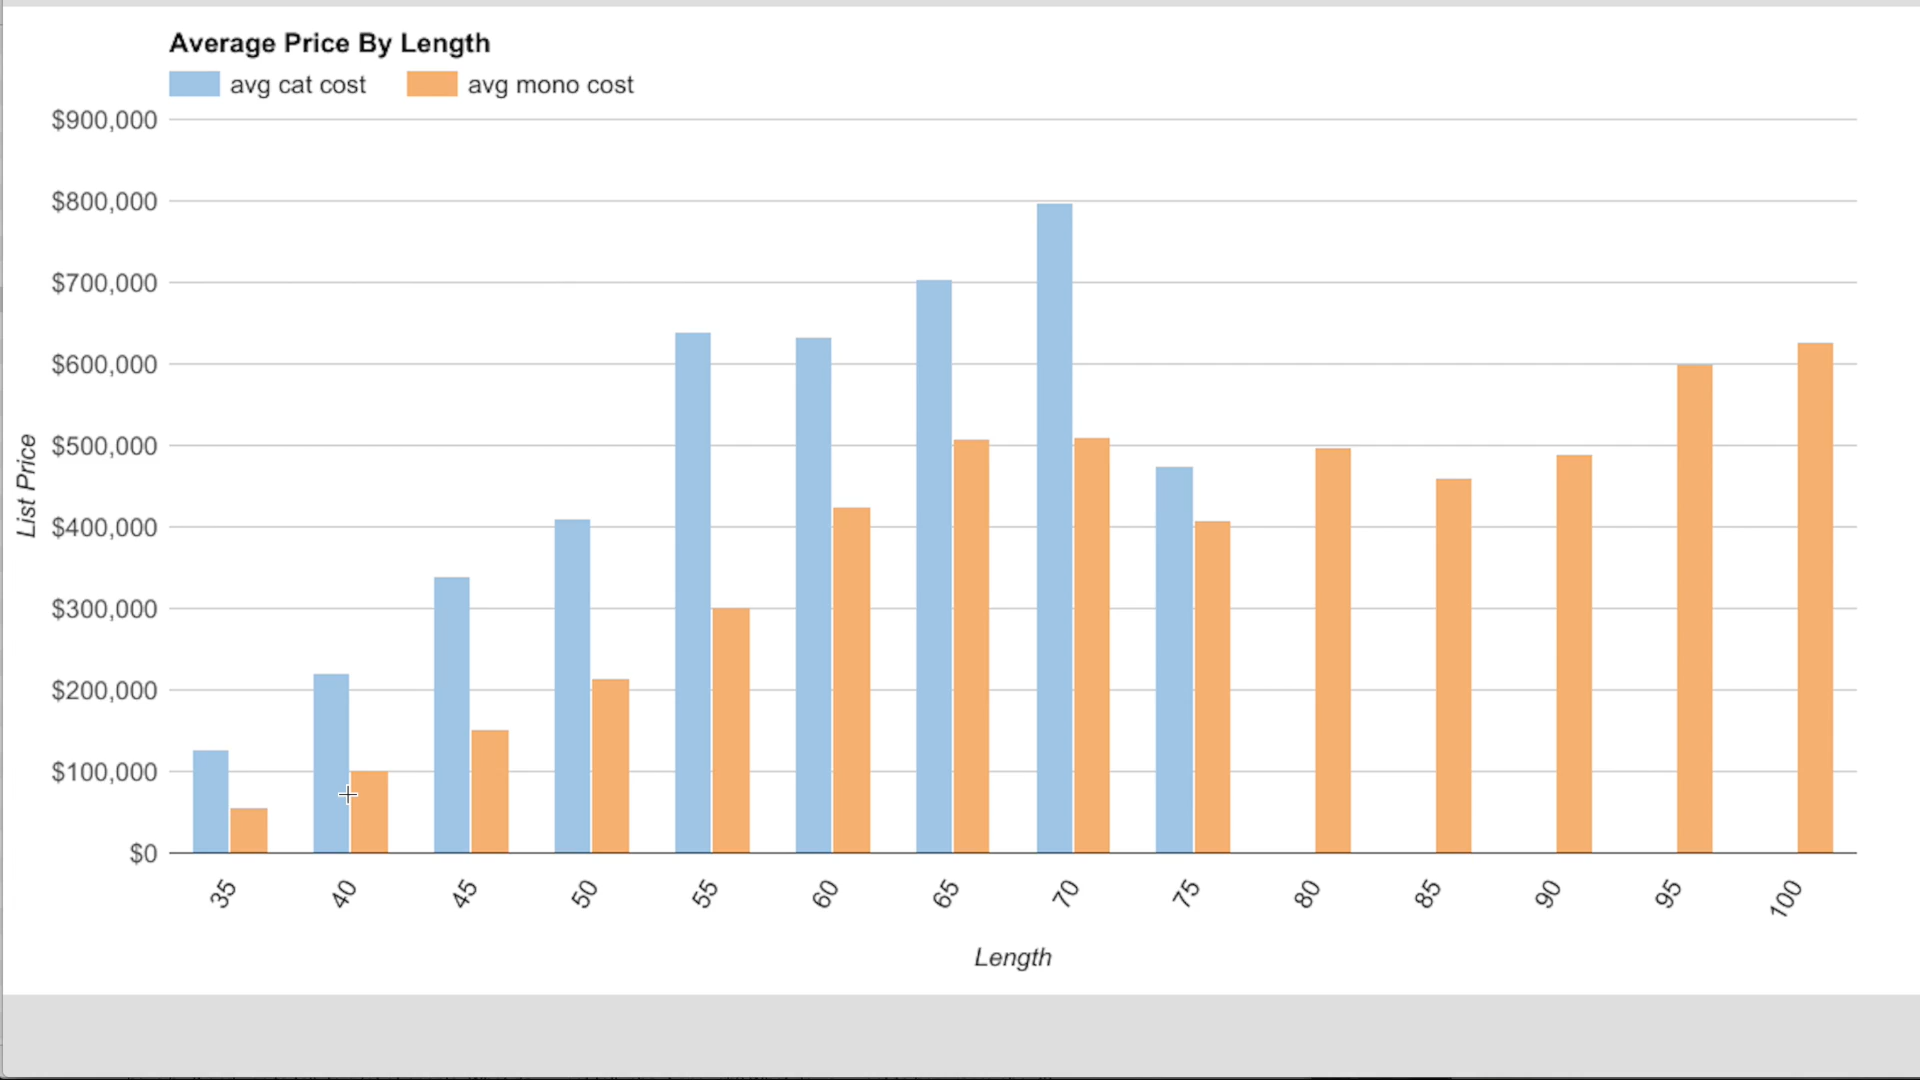 Average Price By Length
avg cat cost avg mono cost
$900,000
$800,000
$700,000
$600,000
$500,000
$400,000
$300,000
$200,000
$100,000
$0
List Price
35 40 45 50 55 60 65 70 75 80 85 90 95 100
Length